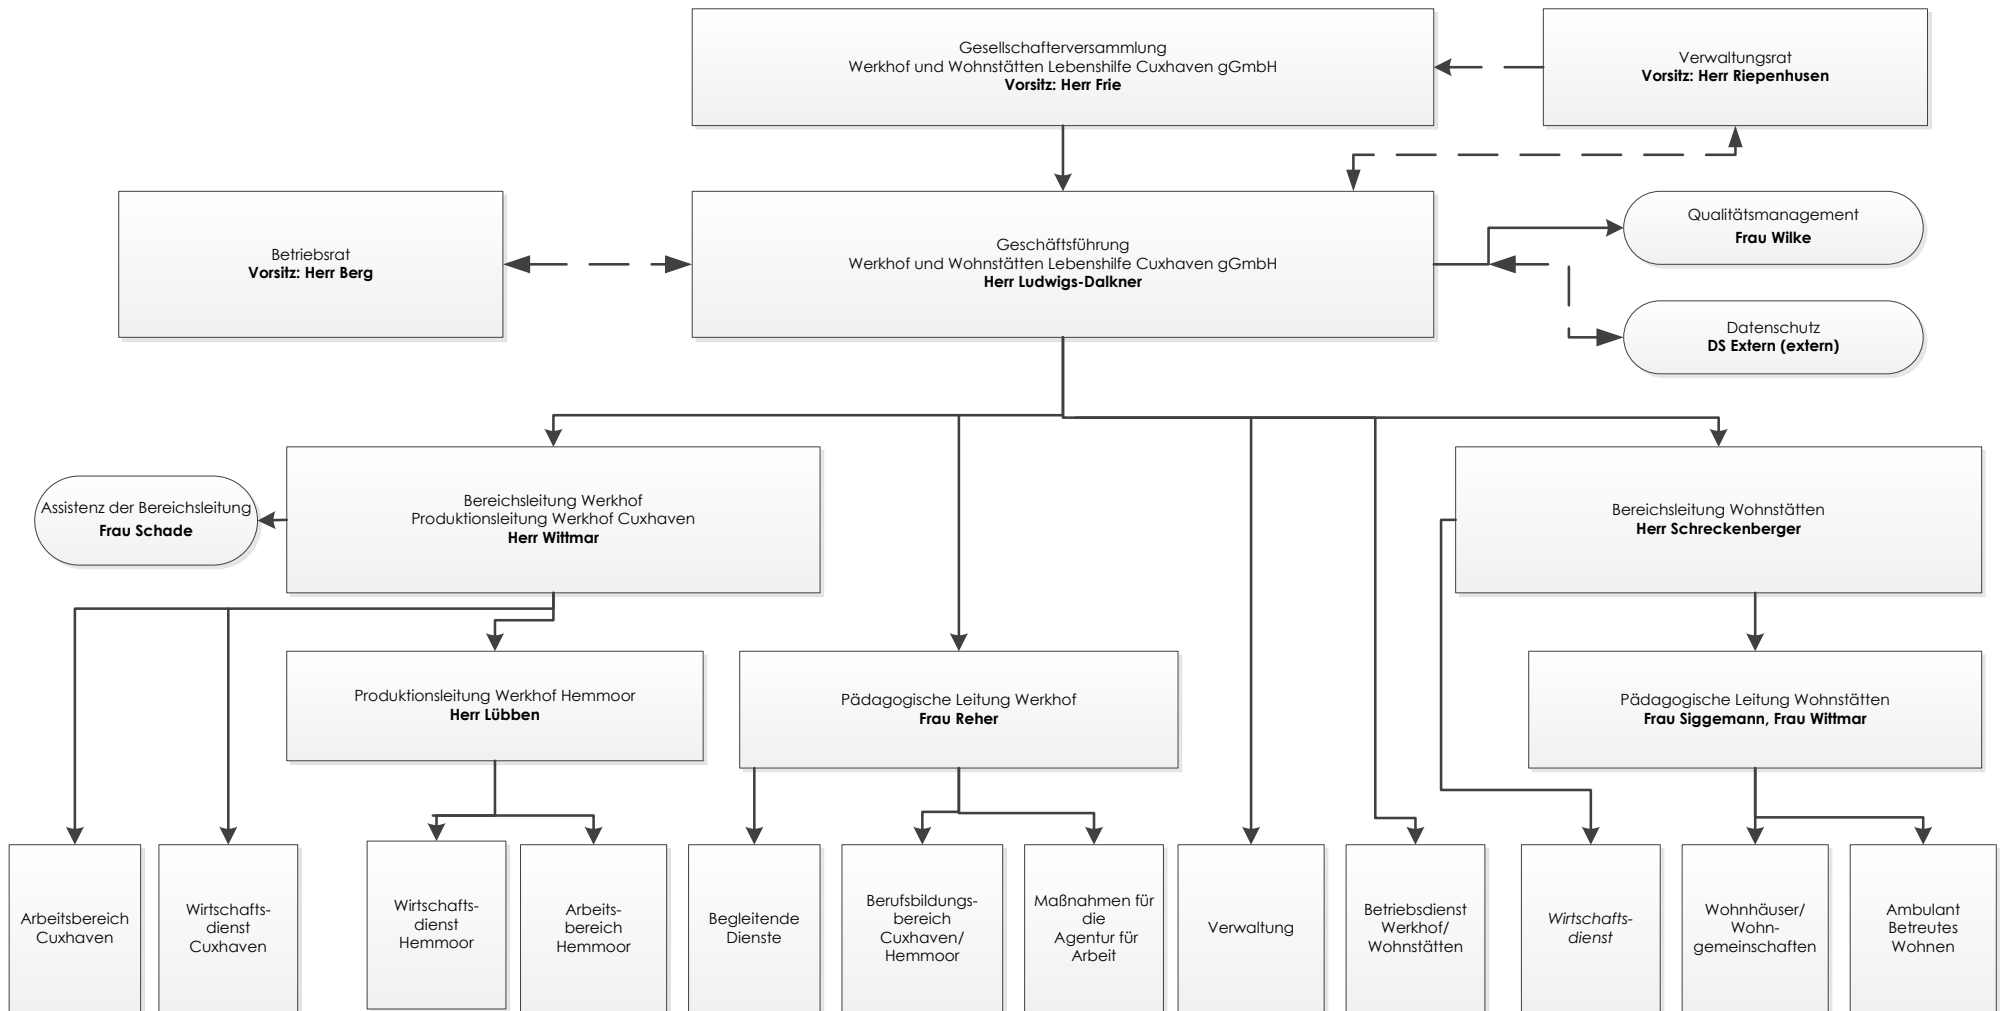 Gesellschafterversammlung
Werkhof und Wohnstätten Lebenshilfe Cuxhaven gGmbH
Vorsitz: Herr Frie
Verwaltungsrat
Vorsitz: Herr Riepenhusen
Betriebsrat
Vorsitz: Herr Berg
Geschäftsführung
Werkhof und Wohnstätten Lebenshilfe Cuxhaven gGmbH
Herr Ludwigs-Dalkner
Qualitätsmanagement
Frau Wilke
Datenschutz
DS Extern (extern)
Assistenz der Bereichsleitung
Frau Schade
Bereichsleitung Werkhof
Produktionsleitung Werkhof Cuxhaven
Herr Wittmar
Bereichsleitung Wohnstätten
Herr Schreckenberger
Produktionsleitung Werkhof Hemmoor
Herr Lübben
Pädagogische Leitung Werkhof
Frau Reher
Pädagogische Leitung Wohnstätten
Frau Siggemann, Frau Wittmar
Arbeitsbereich
Cuxhaven
Wirtschafts-
dienst
Cuxhaven
Wirtschafts-
dienst
Hemmoor
Arbeits-
bereich
Hemmoor
Begleitende
Dienste
Berufsbildungs-
bereich
Cuxhaven/
Hemmoor
Maßnahmen für
die
Agentur für
Arbeit
Verwaltung
Betriebsdienst
Werkhof/
Wohnstätten
Wirtschafts-
dienst
Wohnhäuser/
Wohn-
gemeinschaften
Ambulant
Betreutes
Wohnen